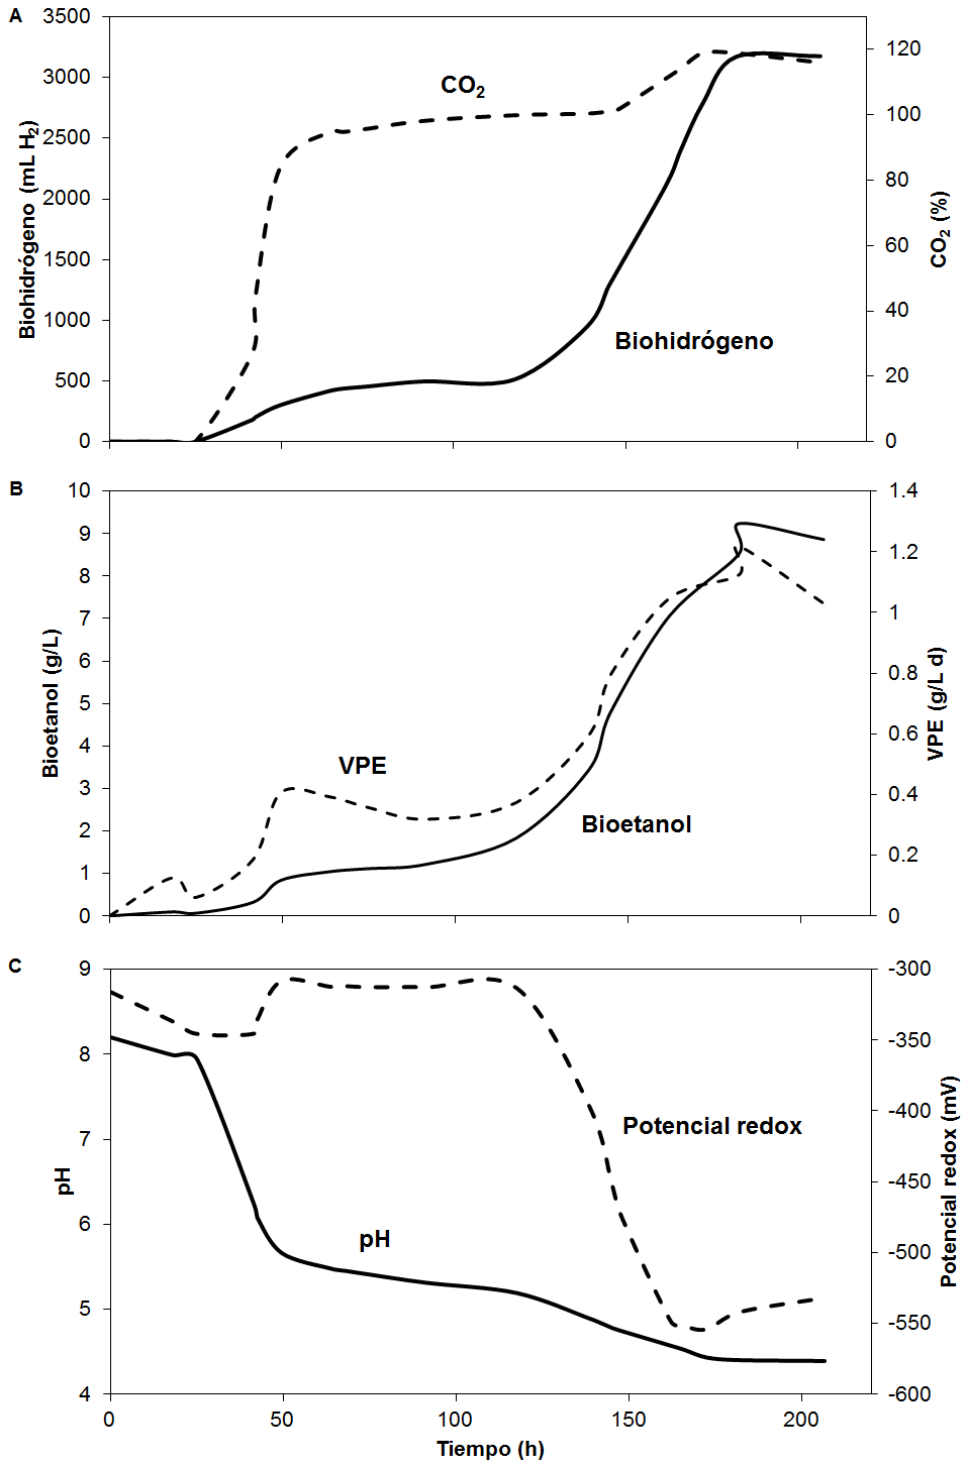 A
3500
3000
2500
2000
1500
1000
500
0
Biohidrógeno (mL H₂)
CO₂
Biohidrógeno
120
100
80
60
40
20
0
CO₂ (%)
B
10
9
8
7
6
5
4
3
2
1
0
Bioetanol (g/L)
VPE
Bioetanol
1.4
1.2
1
0.8
0.6
0.4
0.2
0
VPE (g/L d)
C
9
8
7
6
5
4
pH
Potencial redox
pH
-300
-350
-400
-450
-500
-550
-600
Potencial redox (mV)
0 50 100 150 200
Tiempo (h)